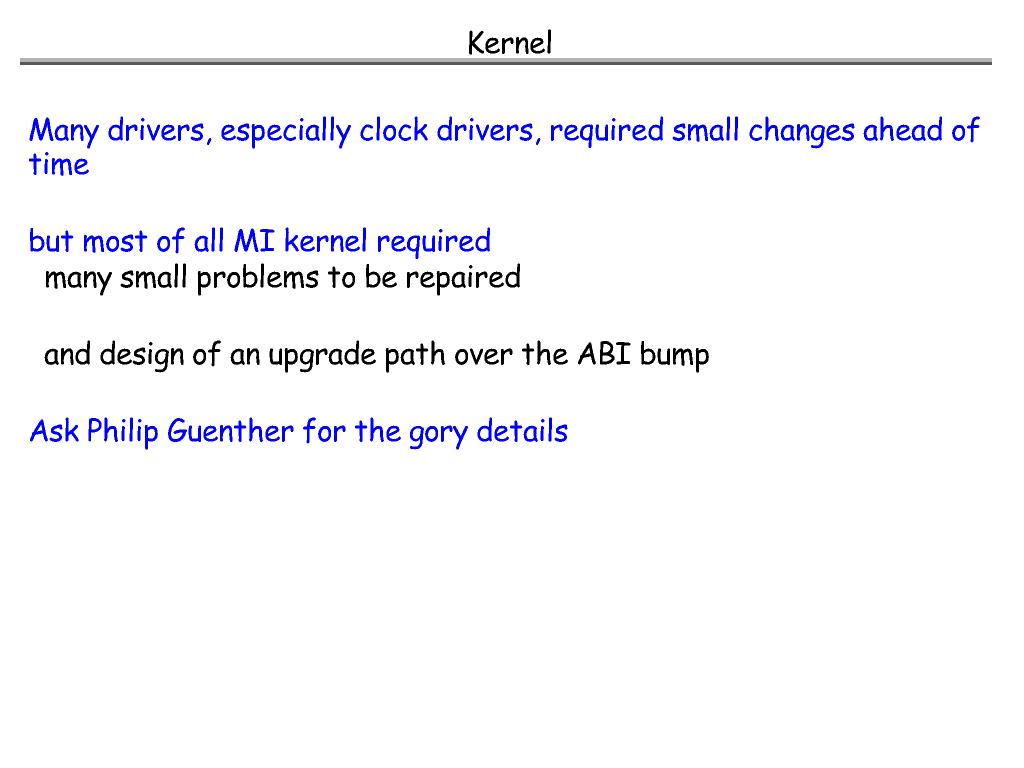 Kernel
Many drivers, especially clock drivers, required small changes ahead of
time
but most of all MI kernel required
many small problems to be repaired
and design of an upgrade path over the ABI bump
Ask Philip Guenther for the gory details